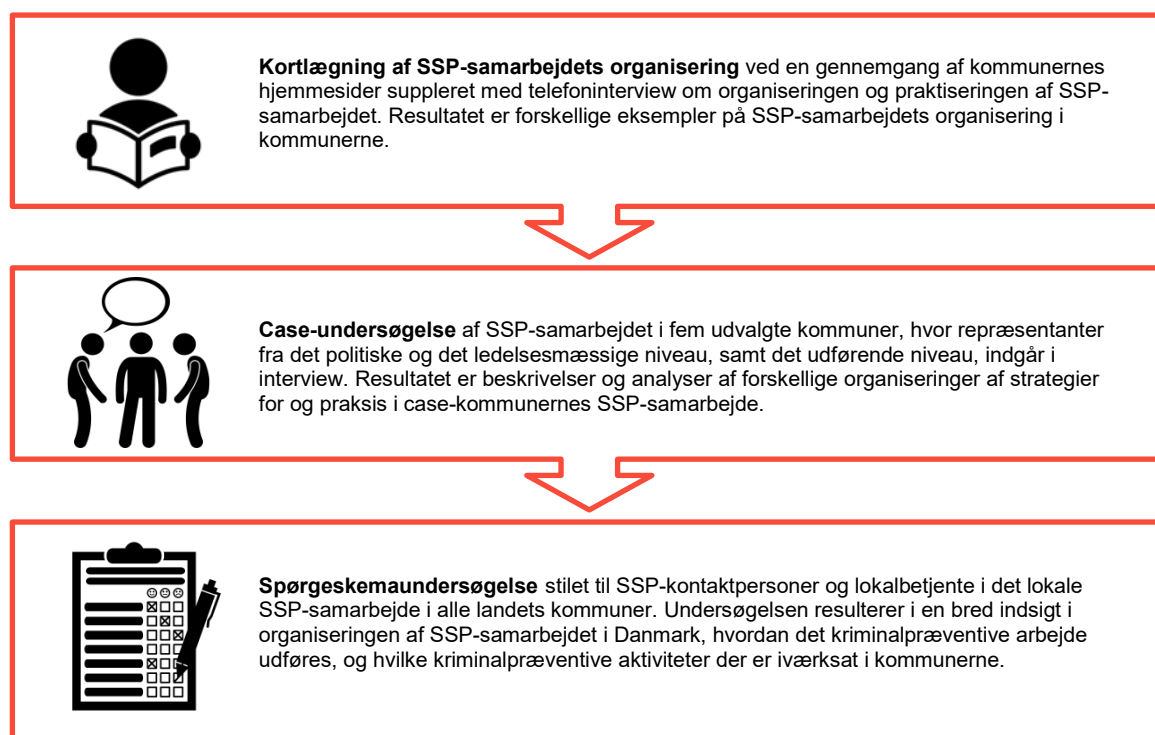 Kortlægning af SSP-samarbejdets organisering ved en gennemgang af kommunernes
hjemmesider suppleret med telefoninterview om organiseringen og praktiseringen af SSP-
samarbejdet. Resultatet er forskellige eksempler på SSP-samarbejdets organisering i
kommunerne.
Case-undersøgelse af SSP-samarbejdet i fem udvalgte kommuner, hvor repræsentanter
fra det politiske og det ledelsesmæssige niveau, samt det udførende niveau, indgår i
interview. Resultatet er beskrivelser og analyser af forskellige organiseringer af strategier
for og praksis i case-kommunernes SSP-samarbejde.
Spørgeskemaundersøgelse stilet til SSP-kontaktpersoner og lokalbetjente i det lokale
SSP-samarbejde i alle landets kommuner. Undersøgelsen resulterer i en bred indsigt i
organiseringen af SSP-samarbejdet i Danmark, hvordan det kriminalpræventive arbejde
udføres, og hvilke kriminalpræventive aktiviteter der er iværksat i kommunerne.